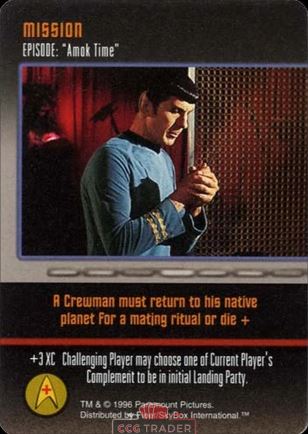 MISSION
EPISODE: "Amok Time"
A Crewman must return to his native
planet for a mating ritual or die +
+3 XC Challenging Player may choose one of Current Player's
Complement to be in initial Landing Party.
TM & © 1996 Paramount Pictures.
Distributed by Fleer/SkyBox International™
CCG TRADER